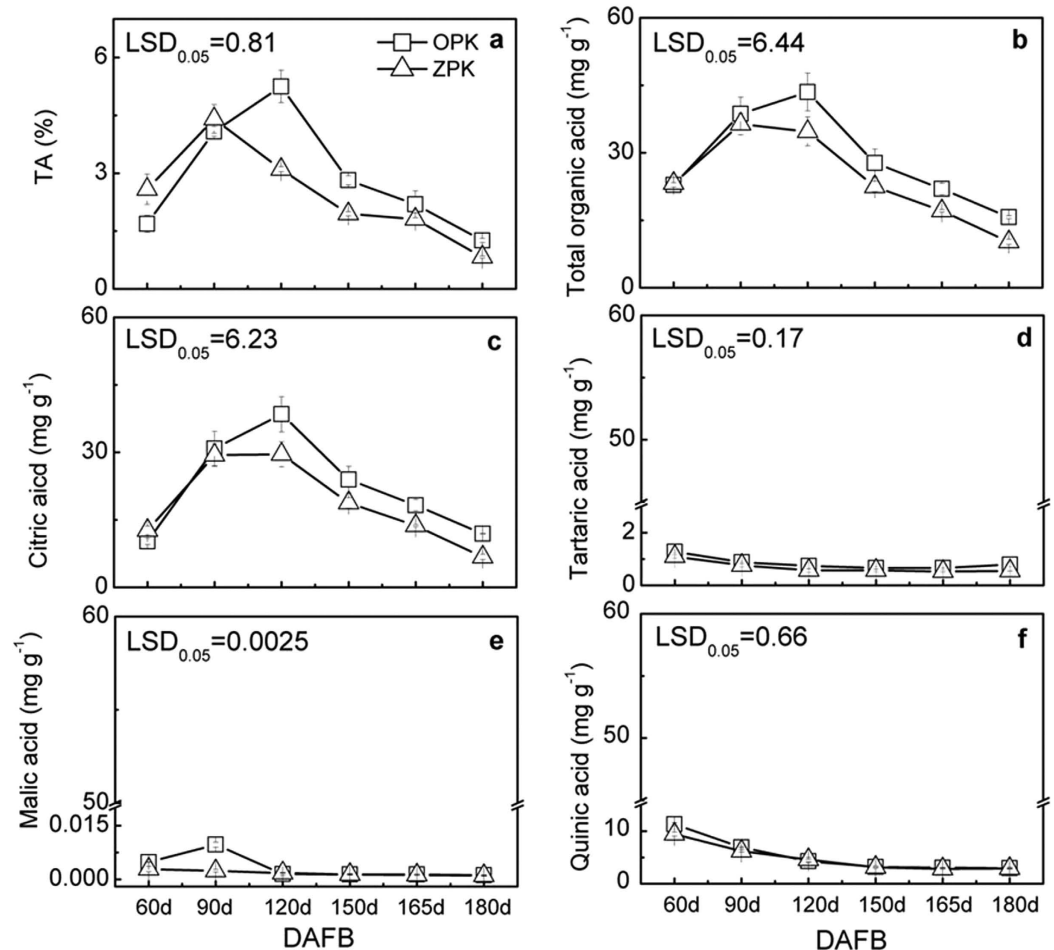 LSD0.05=0.81
a
OPK
ZPK
TA (%)
6
3
0
LSD0.05=6.44
b
Total organic acid (mg g-1)
60
30
0
LSD0.05=6.23
c
Citric aicd (mg g-1)
60
30
0
LSD0.05=0.17
d
Tartaric acid (mg g-1)
60
50
2
0
LSD0.05=0.0025
e
Malic acid (mg g-1)
60
50
0.015
0.000
60d 90d 120d 150d 165d 180d
DAFB
LSD0.05=0.66
f
Quinic acid (mg g-1)
60
50
10
0
60d 90d 120d 150d 165d 180d
DAFB